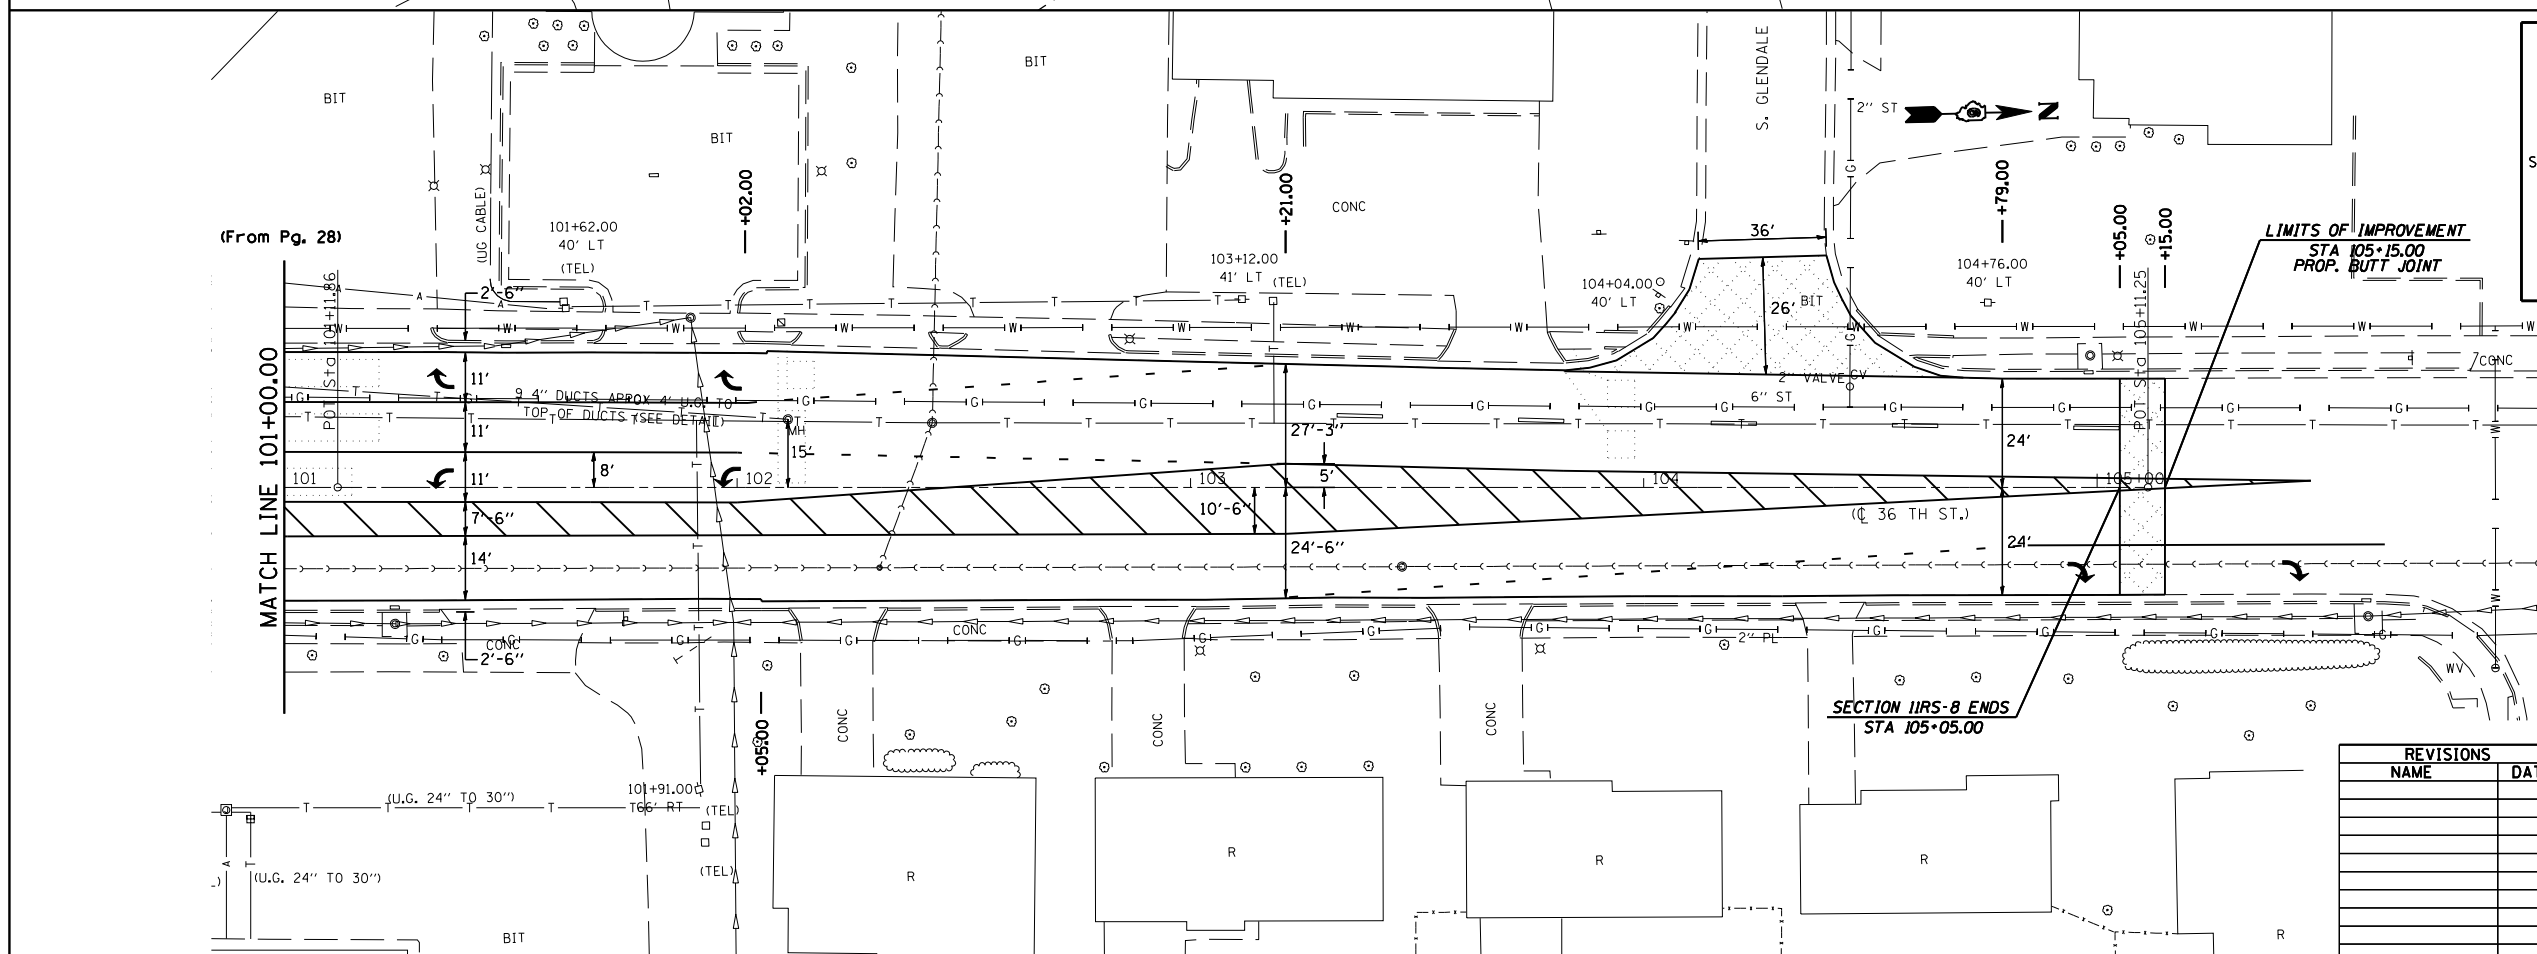 BIT
BIT
BIT
S. GLENDALE
2'' ST
N
S
(UG CABLE)
+02.00
+21.00
+79.00
+05.00
+15.00
CONC
(From Pg. 28)
101+62.00
40' LT
(TEL)
103+12.00
41' LT
(TEL)
104+04.00
40' LT
36'
26'
BIT
104+76.00
40' LT
LIMITS OF IMPROVEMENT
STA 105+15.00
PROP. BUTT JOINT
MATCH LINE 101+00.00
POT Sta 101+11.86
POT Sta 105+11.25
2'-6''
11'
11'
11'
7'-6''
14'
2'-6''
9 4'' DUCTS APPOX 4' U.G. TO
TOP OF DUCTS (SEE DETAIL)
MH
15'
8'
101
102
103
104
105+00
27'-3''
5'
10'-6''
24'-6''
2'' VALVE
GV
6'' ST
24'
24'
(℄ 36 TH ST.)
CONC
CONC
CONC
2'' PL
WV
SECTION 11RS-8 ENDS
STA 105+05.00
+05.00
CONC
CONC
CONC
101+91.00
66' RT
(TEL)
(TEL)
(U.G. 24'' TO 30'')
(U.G. 24'' TO 30'')
BIT
R
R
R
R
R
REVISIONS
NAME
DAT